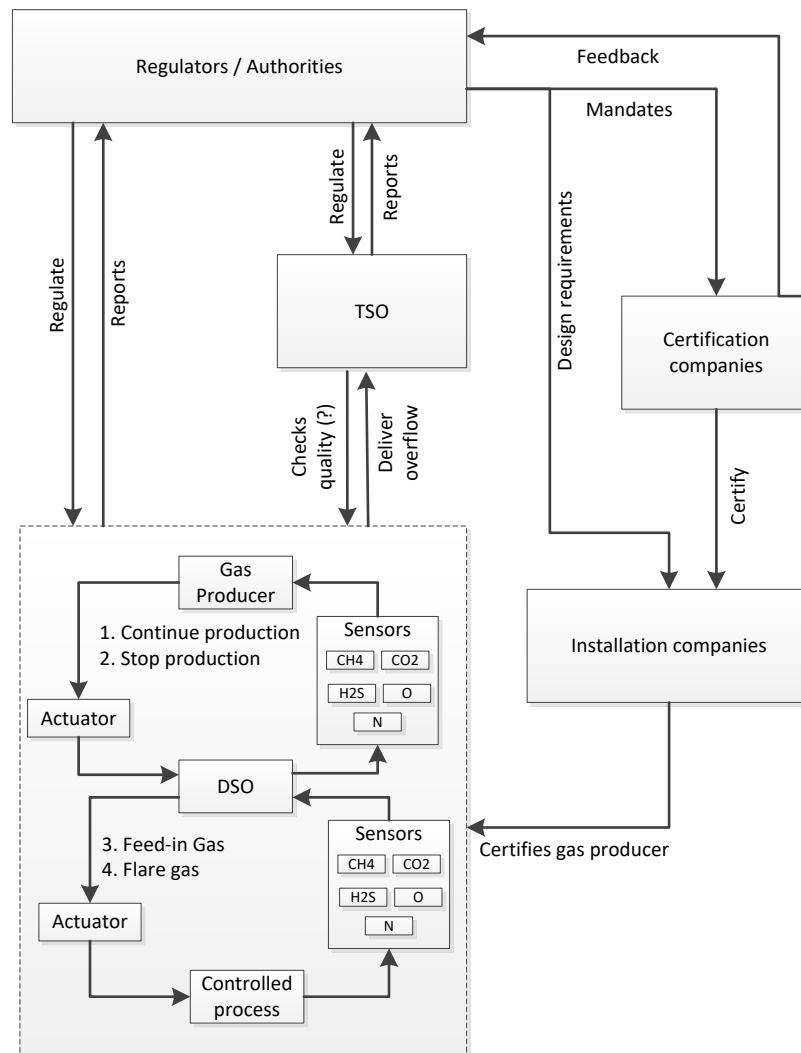 Regulators / Authorities
Feedback
Mandates
Regulate
Reports
Regulate
Reports
Design requirements
TSO
Certification
companies
Checks
quality (?)
Deliver
overflow
Certify
Gas
Producer
1. Continue production
2. Stop production
Sensors
CH4
CO2
H2S
O
N
Installation companies
Actuator
DSO
3. Feed-in Gas
4. Flare gas
Sensors
CH4
CO2
H2S
O
N
Certifies gas producer
Actuator
Controlled
process